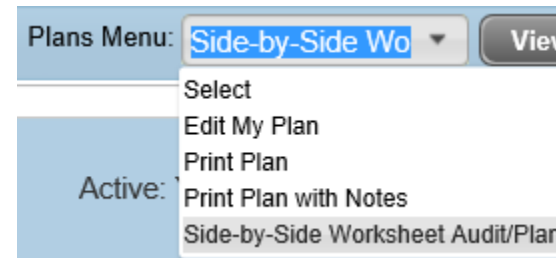 Plans Menu: Side-by-Side Wo View
Select
Edit My Plan
Print Plan
Active: Print Plan with Notes
Side-by-Side Worksheet Audit/Plan